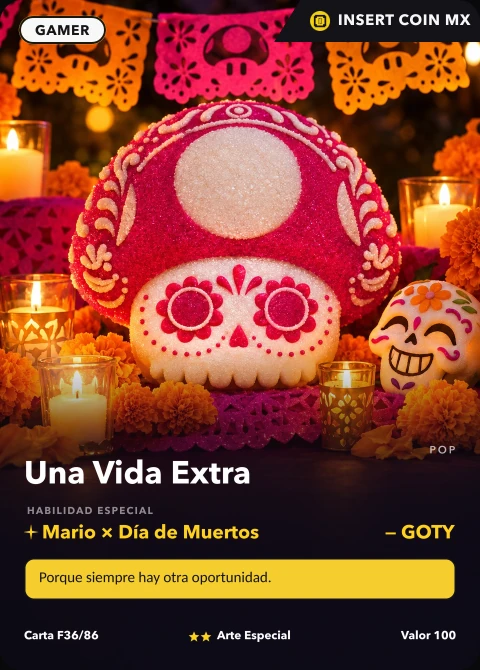 GAMER
INSERT COIN MX
POP
Una Vida Extra
HABILIDAD ESPECIAL
Mario × Día de Muertos
– GOTY
Porque siempre hay otra oportunidad.
Carta F36/86
Arte Especial
Valor 100